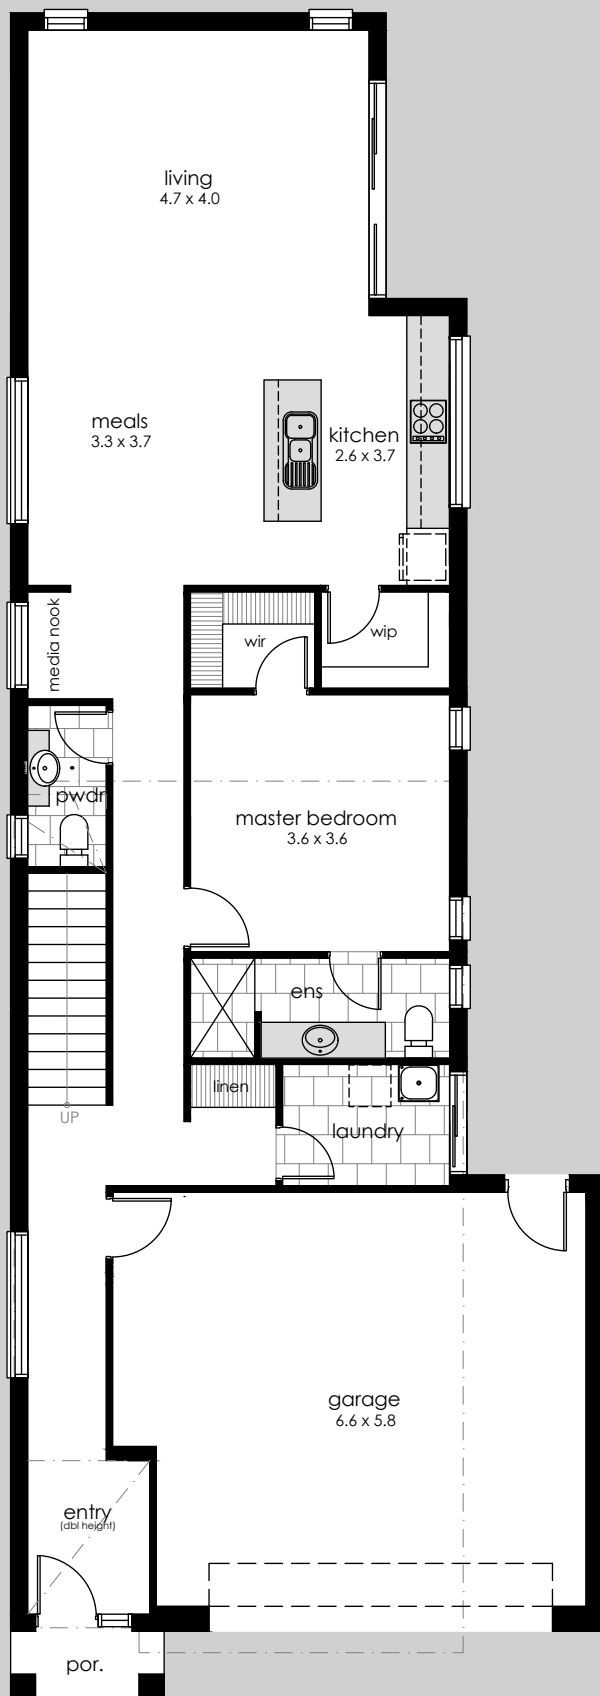 living
4.7 x 4.0
meals
3.3 x 3.7
kitchen
2.6 x 3.7
media nook
wir
wip
pwdr
master bedroom
3.6 x 3.6
ens
linen
UP
laundry
garage
6.6 x 5.8
entry
(dbl height)
por.